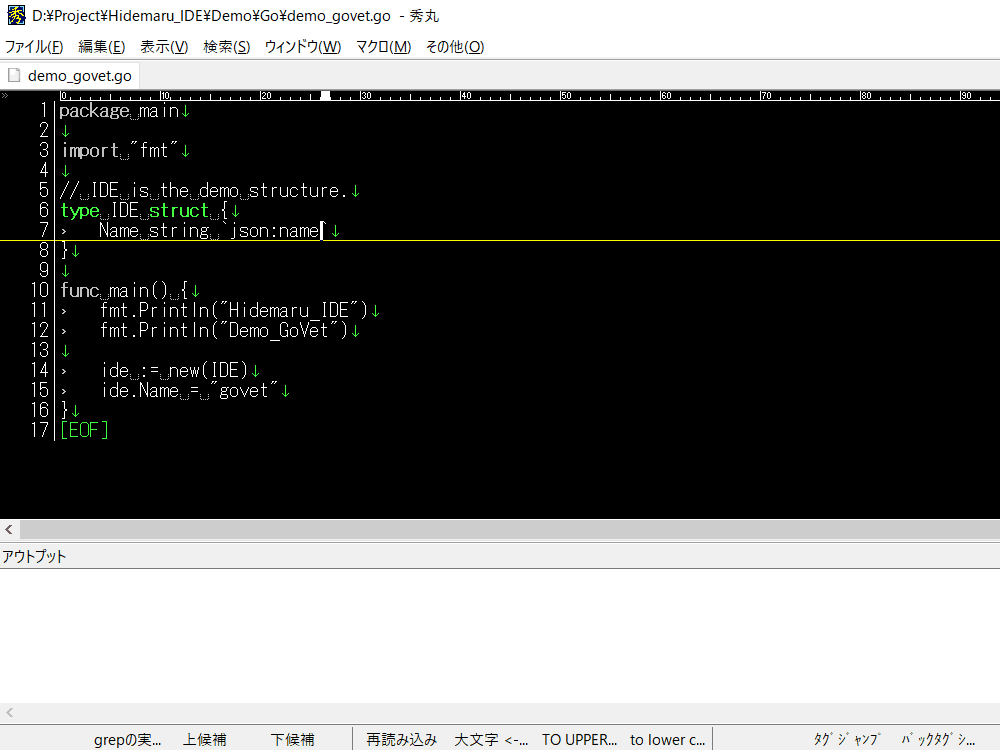 秀 D:¥Project¥Hidemaru_IDE¥Demo¥Go¥demo_govet.go - 秀丸
ファイル(F) 編集(E) 表示(V) 検索(S) ウィンドウ(W) マクロ(M) その他(O)
demo_govet.go
0 10 20 30 40 50 60 70 80 90
1 package main↓
2 ↓
3 import "fmt"↓
4 ↓
5 // IDE is the demo structure.↓
6 type IDE struct {↓
7 Name string `json:name`↓
8 }↓
9 ↓
10 func main() {↓
11 fmt.Println("Hidemaru_IDE")↓
12 fmt.Println("Demo_GoVet")↓
13 ↓
14 ide := new(IDE)↓
15 ide.Name = "govet"↓
16 }↓
17 [EOF]
アウトプット
grepの実... 上候補 下候補 再読み込み 大文字 <-... TO UPPER... to lower c... ﾀｸﾞｼﾞｬﾝﾌﾟ ﾊﾞｯｸﾀｸﾞｼ...